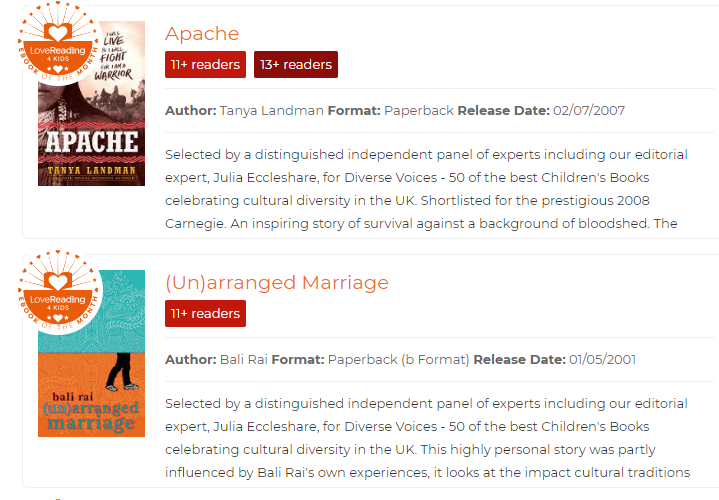 LoveReading
4 KIDS
EBOOK OF THE MONTH
I WILL
LIVE
& I WILL
FIGHT
FOR I AM A
WARRIOR
APACHE
TANYA LANDMAN
Apache
11+ readers 13+ readers
Author: Tanya Landman Format: Paperback Release Date: 02/07/2007
Selected by a distinguished independent panel of experts including our editorial
expert, Julia Eccleshare, for Diverse Voices - 50 of the best Children's Books
celebrating cultural diversity in the UK. Shortlisted for the prestigious 2008
Carnegie. An inspiring story of survival against a background of bloodshed. The
LoveReading
4 KIDS
EBOOK OF THE MONTH
bali rai
(un)arranged
marriage
(Un)arranged Marriage
11+ readers
Author: Bali Rai Format: Paperback (b Format) Release Date: 01/05/2001
Selected by a distinguished independent panel of experts including our editorial
expert, Julia Eccleshare, for Diverse Voices - 50 of the best Children's Books
celebrating cultural diversity in the UK. This highly personal story was partly
influenced by Bali Rai's own experiences, it looks at the impact cultural traditions